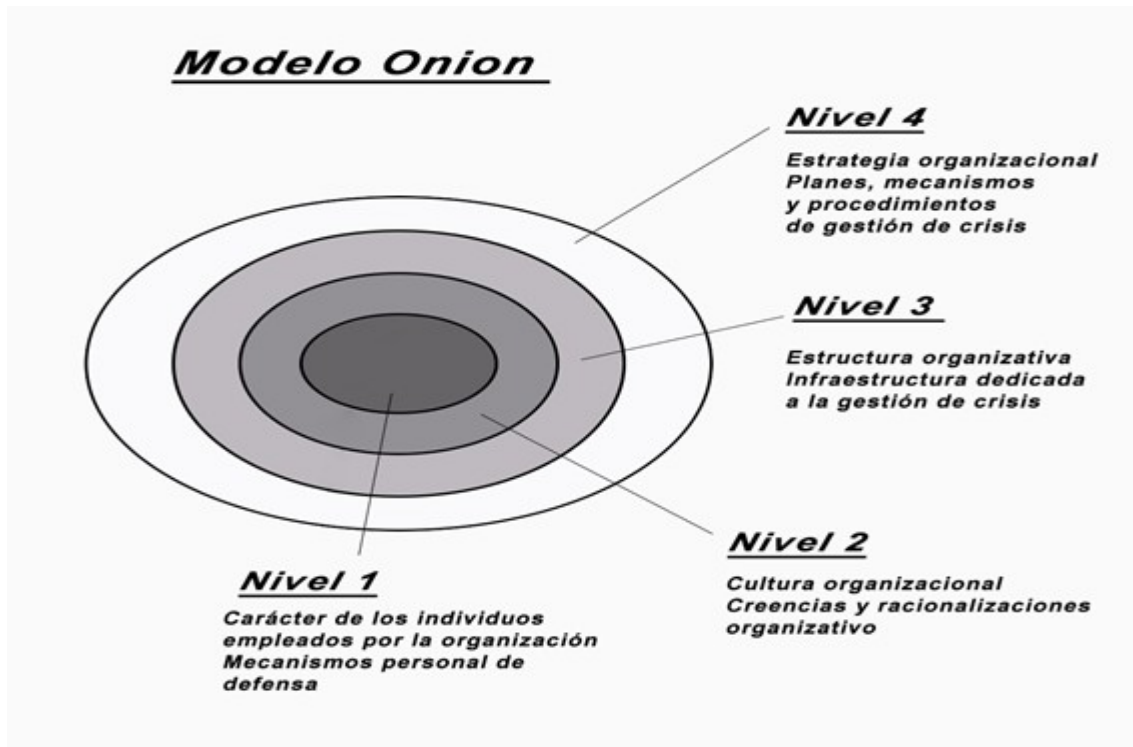 Modelo Onion
Nivel 4
Estrategia organizacional
Planes, mecanismos
y procedimientos
de gestión de crisis
Nivel 3
Estructura organizativa
Infraestructura dedicada
a la gestión de crisis
Nivel 2
Cultura organizacional
Creencias y racionalizaciones
organizativo
Nivel 1
Carácter de los individuos
empleados por la organización
Mecanismos personal de
defensa